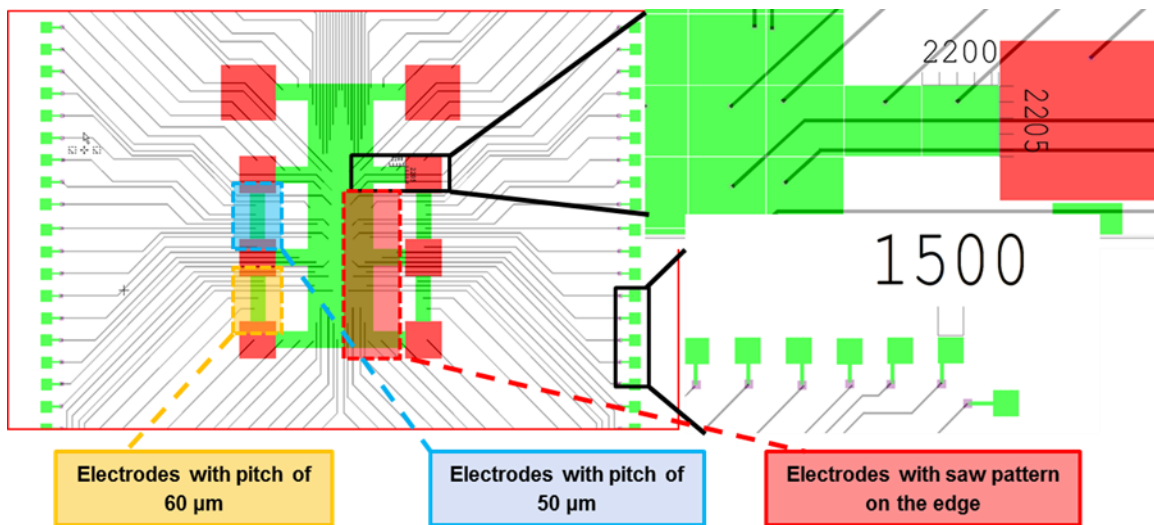 2200
2205
1500
Electrodes with pitch of
60 µm
Electrodes with pitch of
50 µm
Electrodes with saw pattern
on the edge